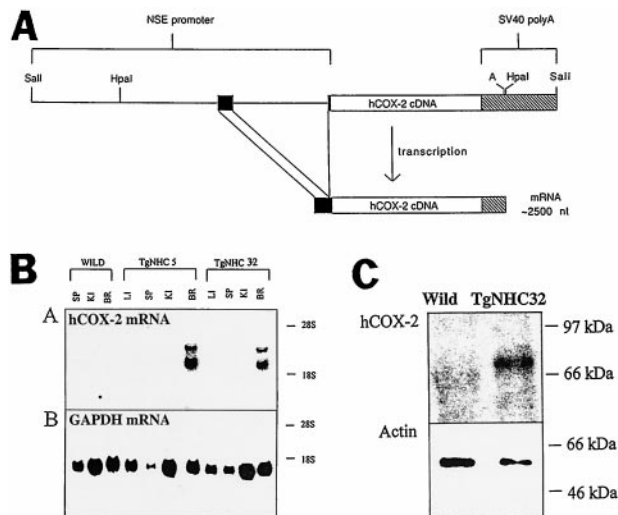 A
NSE promoter
SV40 polyA
SalI
HpaI
A
HpaI
SalI
hCOX-2 cDNA
transcription
hCOX-2 cDNA
mRNA
~2500 nt
B
WILD
TgNHC 5
TgNHC 32
SP
KI
BR
LI
SP
KI
BR
LI
SP
KI
BR
A
hCOX-2 mRNA
28S
18S
B
GAPDH mRNA
28S
18S
C
Wild
TgNHC32
hCOX-2
97 kDa
66 kDa
Actin
66 kDa
46 kDa